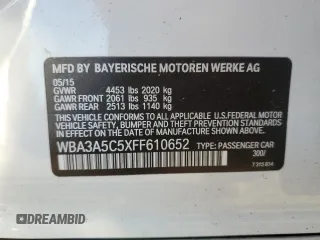 MFD BY BAYERISCHE MOTOREN WERKE AG
05/15
GVWR 4453 lbs 2020 kg
GAWR FRONT 2061 lbs 935 kg
GAWR REAR 2513 lbs 1140 kg
THIS VEHICLE CONFORMS TO ALL APPLICABLE U.S. FEDERAL MOTOR
VEHICLE SAFETY, BUMPER, AND THEFT PREVENTION STANDARDS
IN EFFECT ON THE DATE OF MANUFACTURE SHOWN ABOVE.
WBA3A5C5XFF610652 TYPE: PASSENGER CAR
300/
DREAMBID